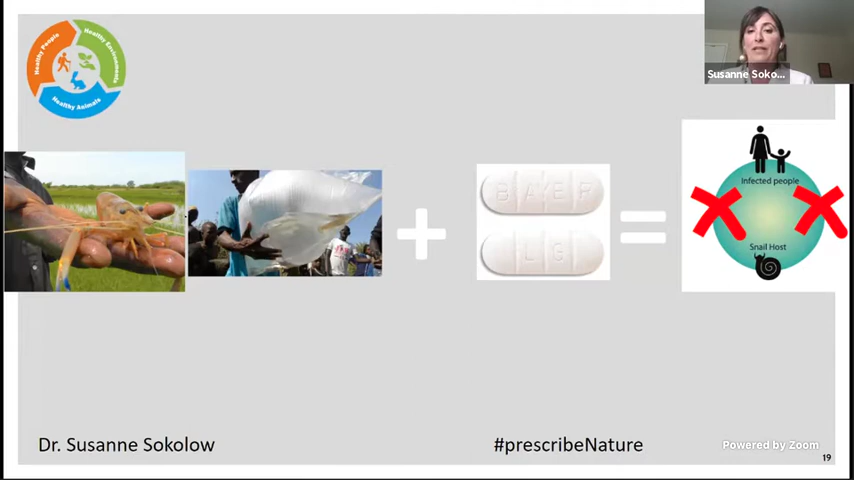 Healthy People
Healthy Environments
Healthy Animals
Susanne Soko...
BAYER
LG
Infected people
Snail Host
Dr. Susanne Sokolow
#prescribeNature
Powered by Zoom
19